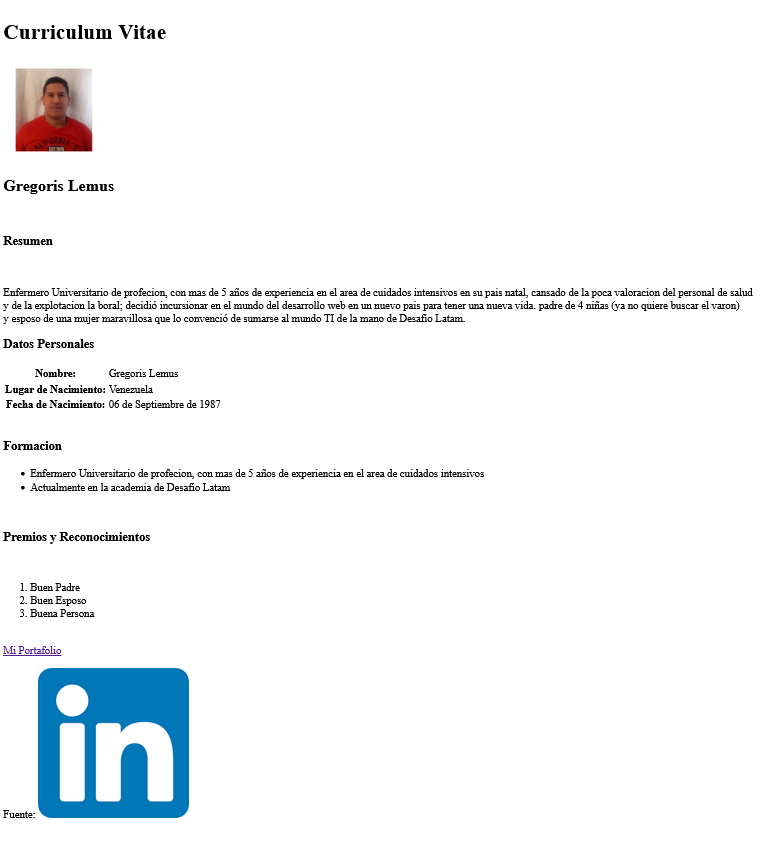 Curriculum Vitae
CALIFORNIA
Gregoris Lemus
Resumen
Enfermero Universitario de profecion, con mas de 5 años de experiencia en el area de cuidados intensivos en su pais natal, cansado de la poca valoracion del personal de salud
y de la explotacion la boral; decidió incursionar en el mundo del desarrollo web en un nuevo pais para tener una nueva vida. padre de 4 niñas (ya no quiere buscar el varon)
y esposo de una mujer maravillosa que lo convenció de sumarse al mundo TI de la mano de Desafio Latam.
Datos Personales
Nombre: Gregoris Lemus
Lugar de Nacimiento: Venezuela
Fecha de Nacimiento: 06 de Septiembre de 1987
Formacion
• Enfermero Universitario de profecion, con mas de 5 años de experiencia en el area de cuidados intensivos
• Actualmente en la academia de Desafio Latam
Premios y Reconocimientos
1. Buen Padre
2. Buen Esposo
3. Buena Persona
Mi Portafolio
in
Fuente: